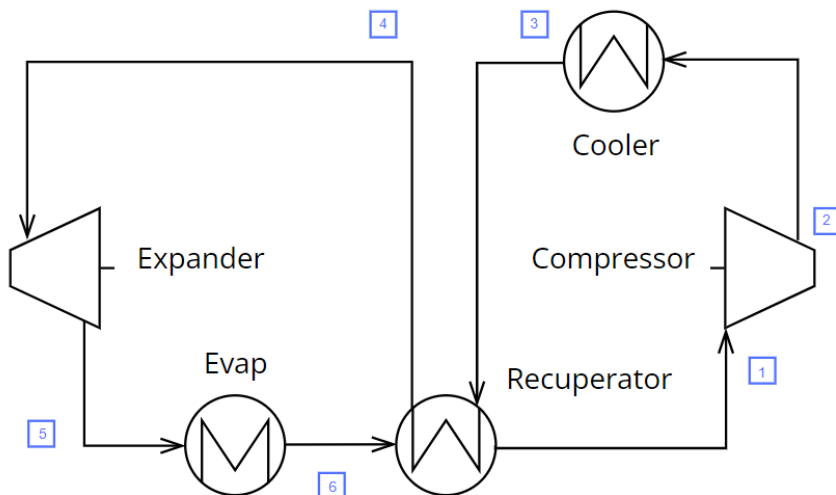 4
3
Cooler
2
Expander
Compressor
Evap
Recuperator
1
5
6